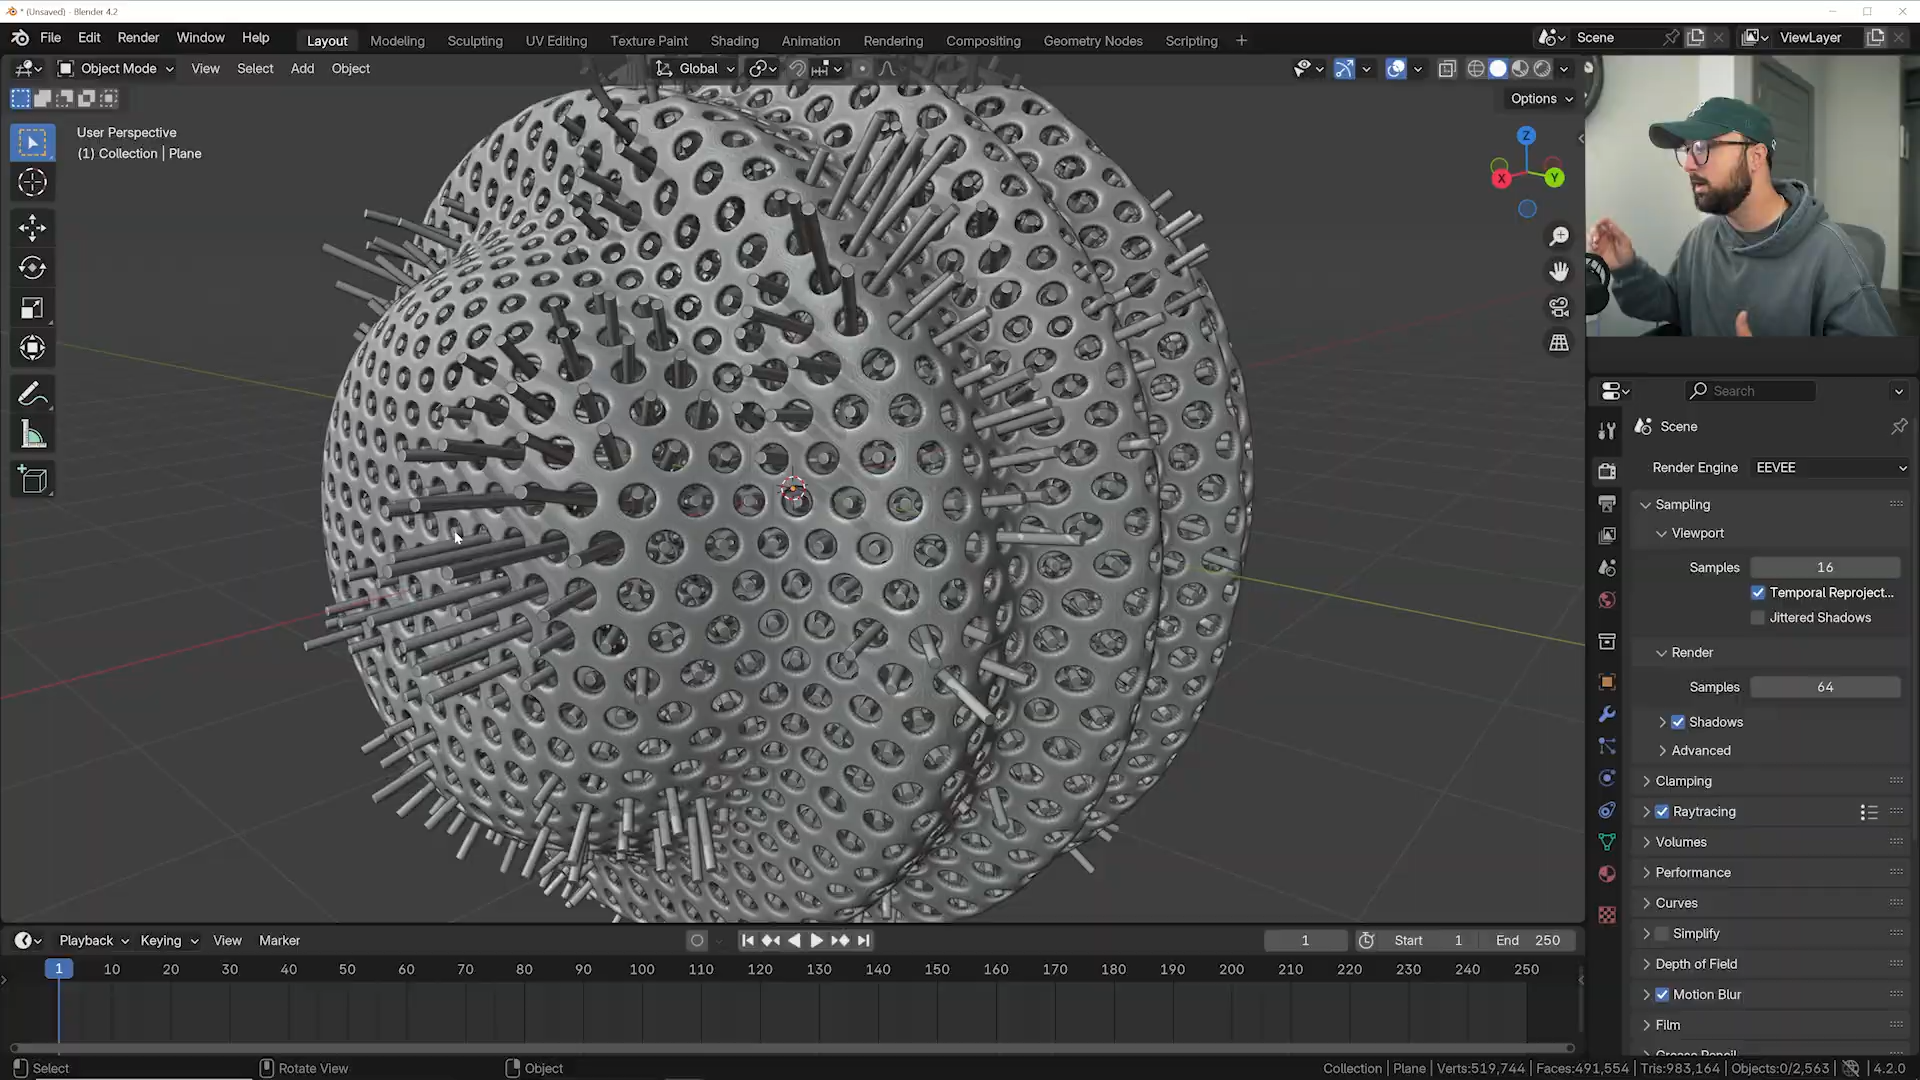 * (Unsaved) - Blender 4.2
File Edit Render Window Help
Layout Modeling Sculpting UV Editing Texture Paint Shading Animation Rendering Compositing Geometry Nodes Scripting +
Scene
ViewLayer
Object Mode View Select Add Object
Global
Options
User Perspective
(1) Collection | Plane
Z
X
Y
Search
Scene
Render Engine EEVEE
Sampling
Viewport
Samples 16
Temporal Reproject...
Jittered Shadows
Render
Samples 64
Shadows
Advanced
Clamping
Raytracing
Volumes
Performance
Curves
Simplify
Depth of Field
Motion Blur
Film
Grease Pencil
Playback Keying View Marker
1 Start 1 End 250
1 10 20 30 40 50 60 70 80 90 100 110 120 130 140 150 160 170 180 190 200 210 220 230 240 250
Select Rotate View Object
Collection | Plane | Verts:519,744 | Faces:491,554 | Tris:983,164 | Objects:0/2,563 | 4.2.0